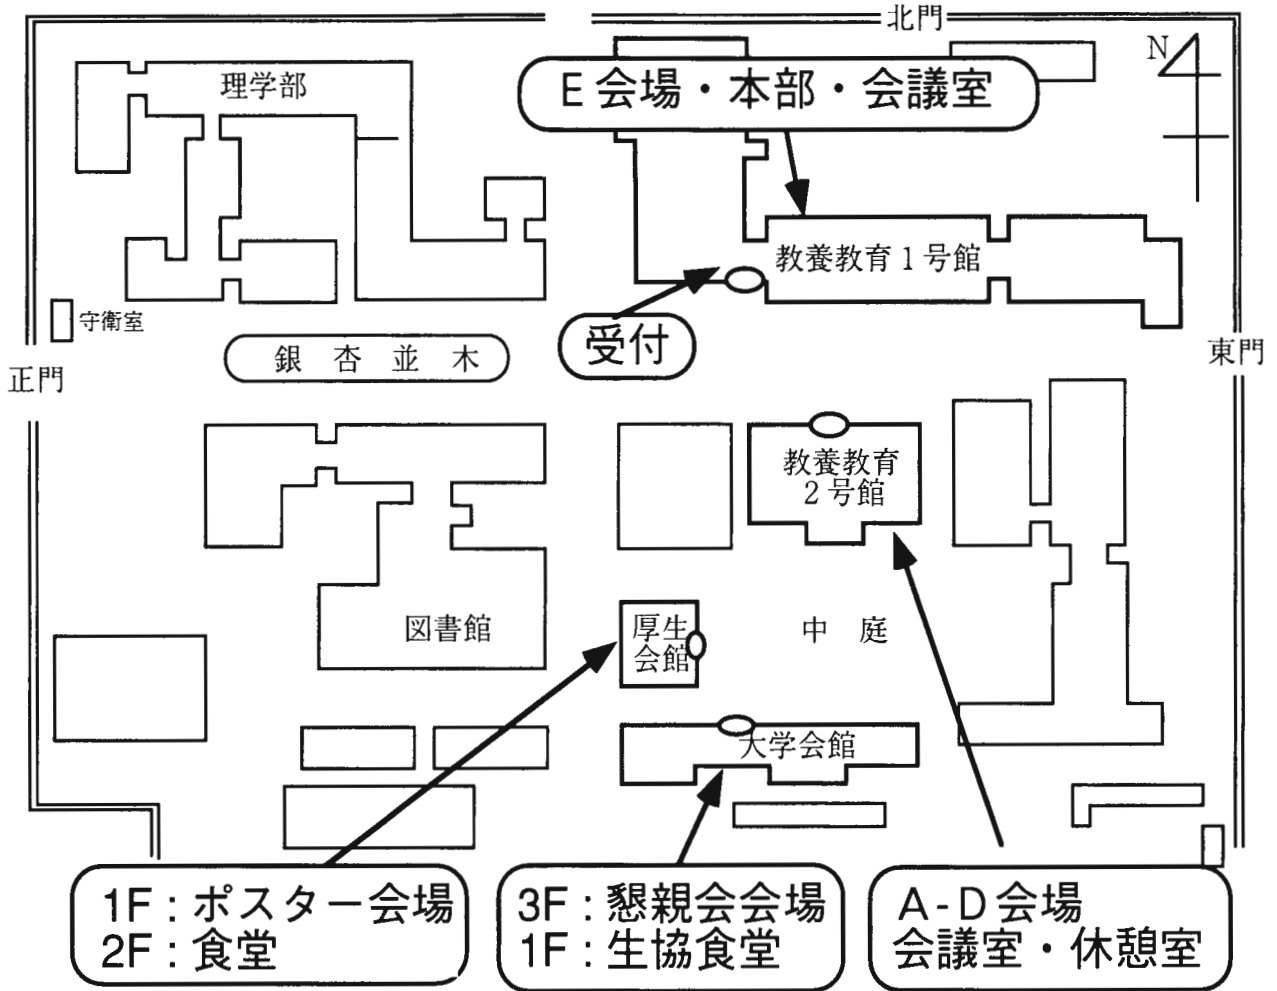 北門
N
理学部
E 会場・本部・会議室
教養教育1号館
守衛室
受付
銀杏並木
正門
東門
教養教育
2号館
図書館
厚生
会館
中庭
大学会館
1F：ポスター会場
2F：食堂
3F：懇親会会場
1F：生協食堂
A-D会場
会議室・休憩室